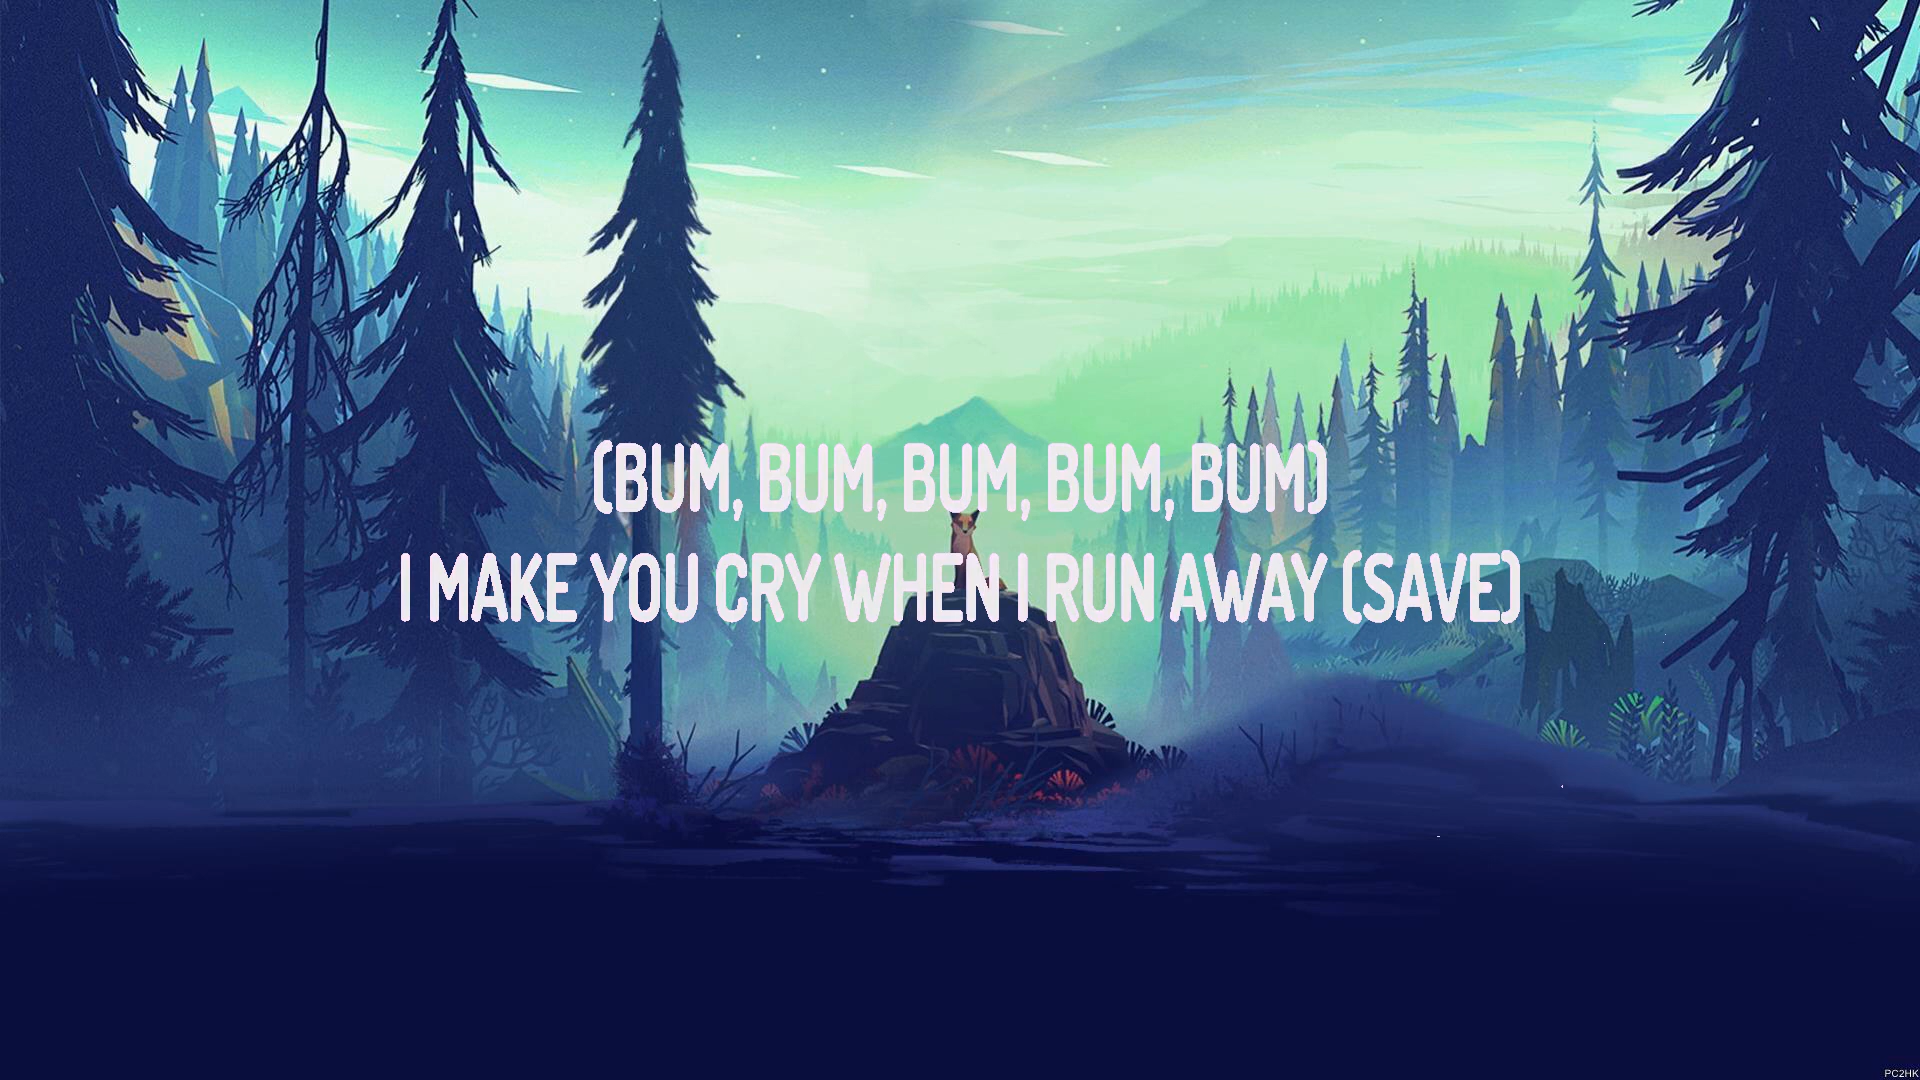 (BUM, BUM, BUM, BUM, BUM)
I MAKE YOU CRY WHEN I RUN AWAY (SAVE)
PC2HK